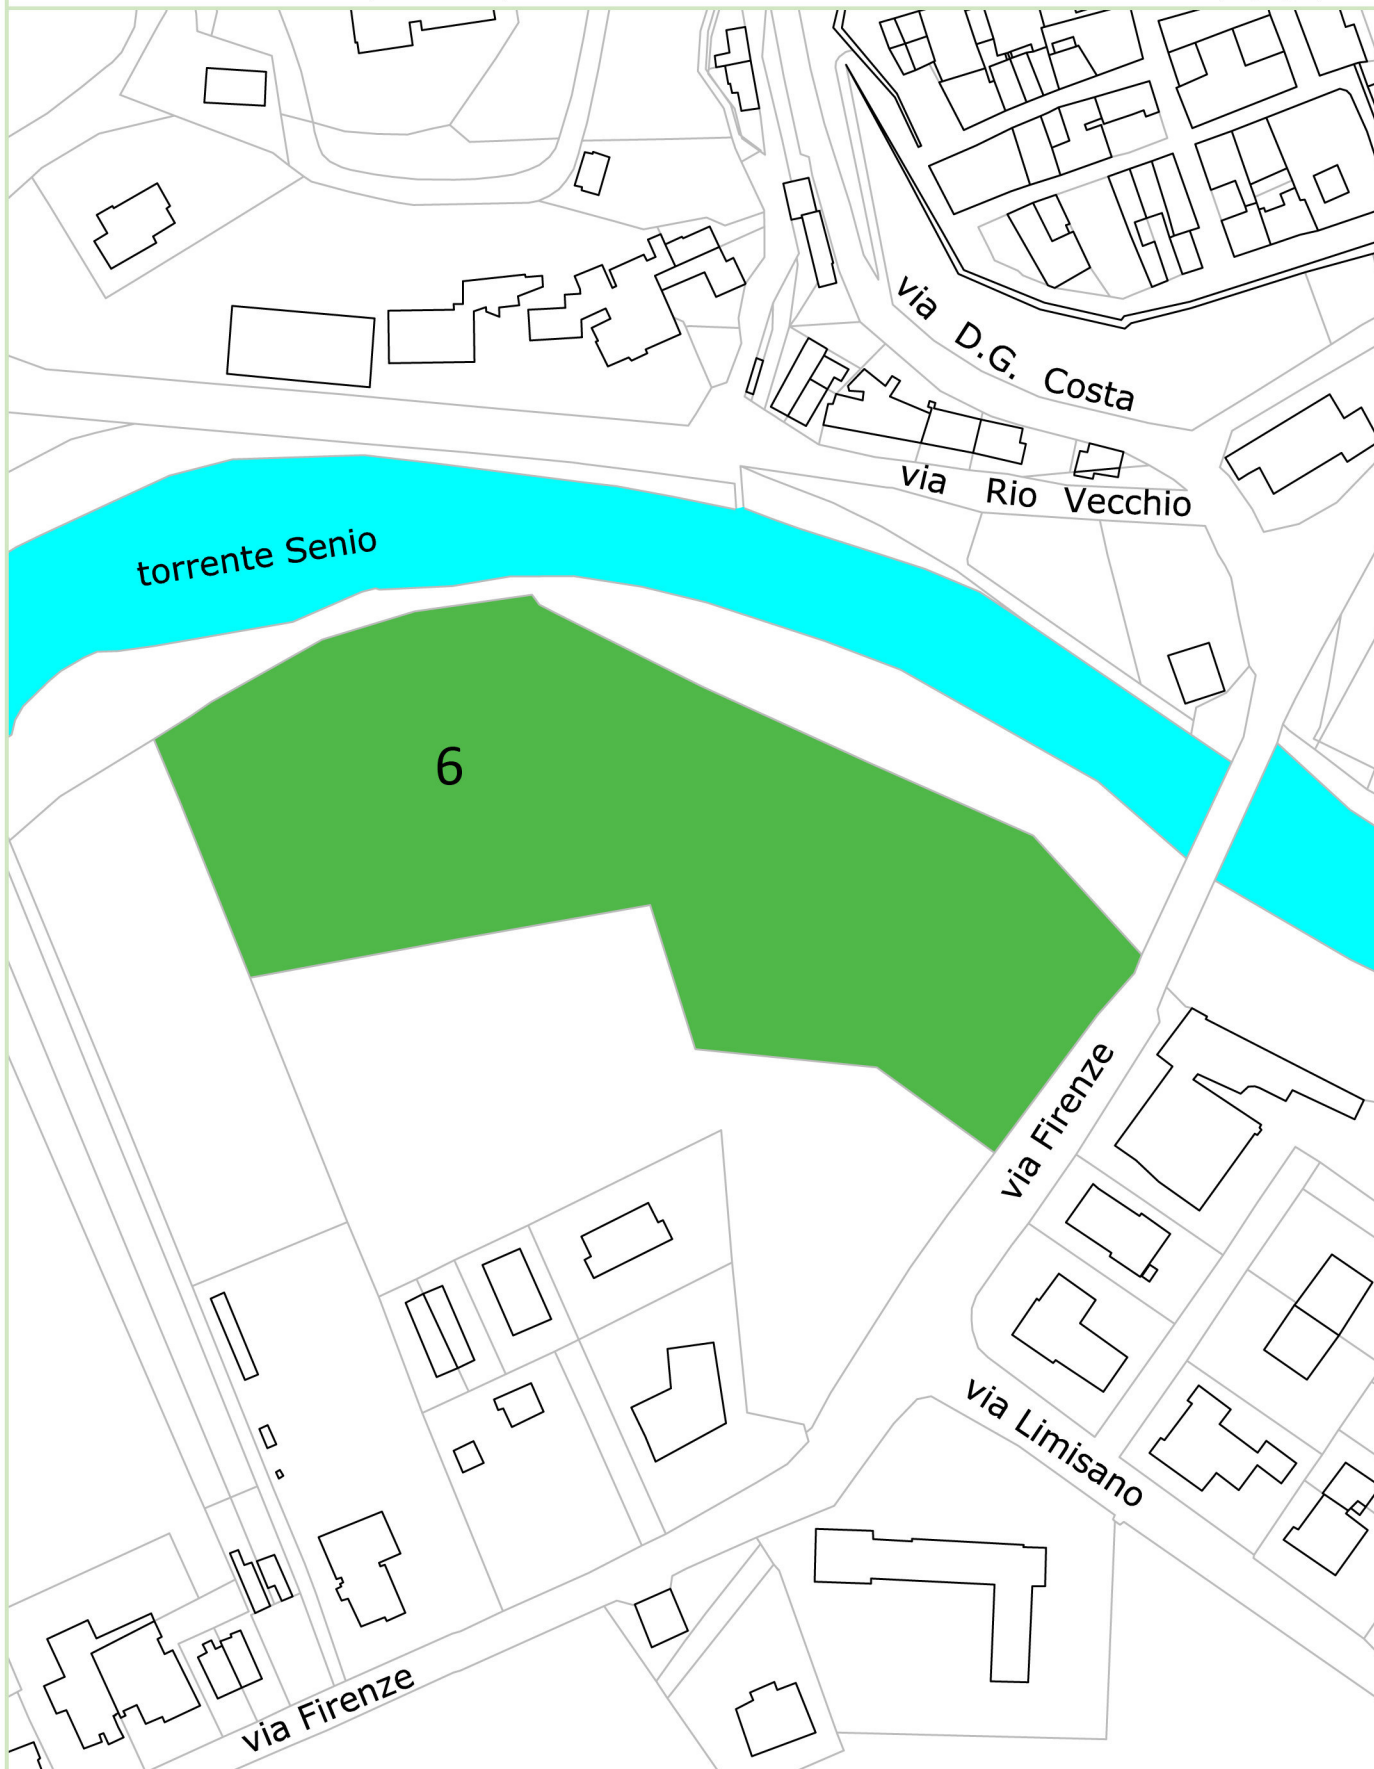 via D.G. Costa
via Rio Vecchio
torrente Senio
6
via Firenze
via Limisano
via Firenze